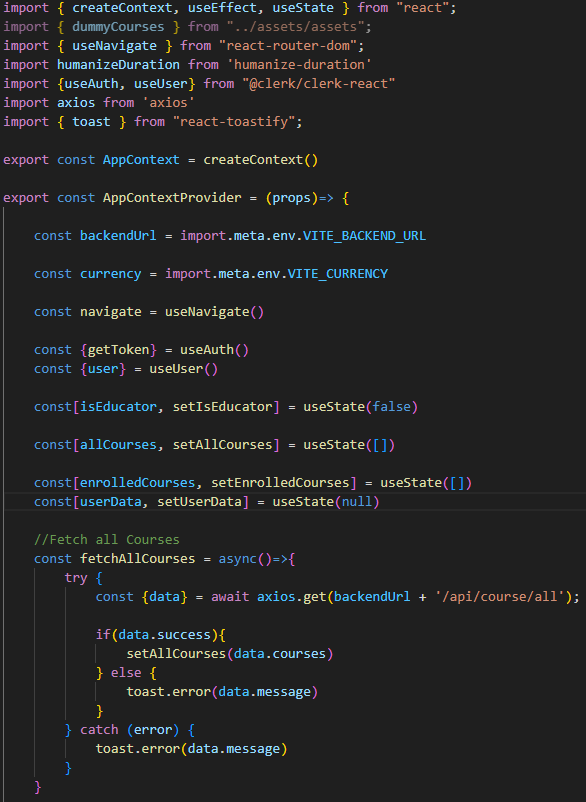 import { createContext, useEffect, useState } from "react";
import { dummyCourses } from "../assets/assets";
import { useNavigate } from "react-router-dom";
import humanizeDuration from 'humanize-duration'
import {useAuth, useUser} from "@clerk/clerk-react"
import axios from 'axios'
import { toast } from "react-toastify";
export const AppContext = createContext()
export const AppContextProvider = (props)=> {
const backendUrl = import.meta.env.VITE_BACKEND_URL
const currency = import.meta.env.VITE_CURRENCY
const navigate = useNavigate()
const {getToken} = useAuth()
const {user} = useUser()
const[isEducator, setIsEducator] = useState(false)
const[allCourses, setAllCourses] = useState([])
const[enrolledCourses, setEnrolledCourses] = useState([])
const[userData, setUserData] = useState(null)
//Fetch all Courses
const fetchAllCourses = async()=>{
try {
const {data} = await axios.get(backendUrl + '/api/course/all');
if(data.success){
setAllCourses(data.courses)
} else {
toast.error(data.message)
}
} catch (error) {
toast.error(data.message)
}
}